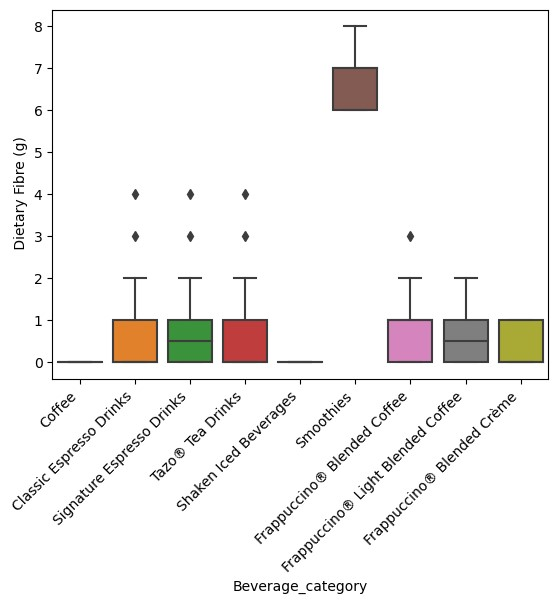 Dietary Fibre (g)
8
7
6
5
4
3
2
1
0
Coffee
Classic Espresso Drinks
Signature Espresso Drinks
Tazo® Tea Drinks
Shaken Iced Beverages
Smoothies
Frappuccino® Blended Coffee
Frappuccino® Light Blended Coffee
Frappuccino® Blended Crème
Beverage_category